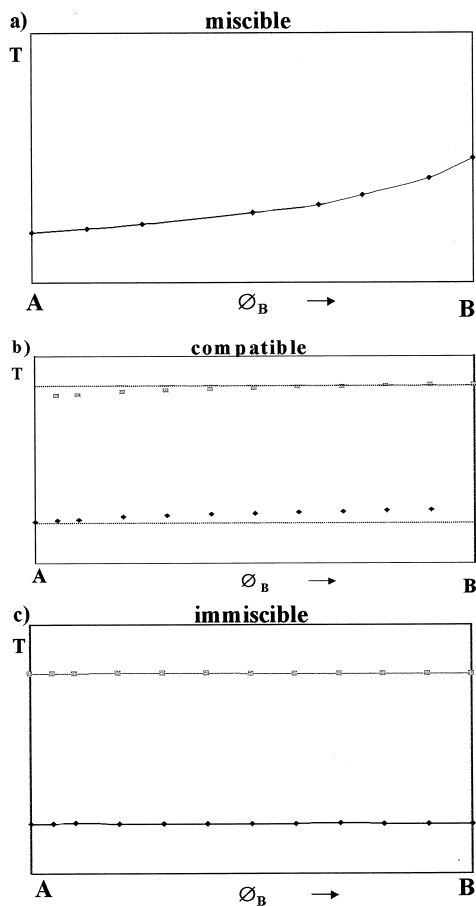 a) miscible
T
A ∅B → B
b) compatible
T
A ∅B → B
c) immiscible
T
A ∅B → B